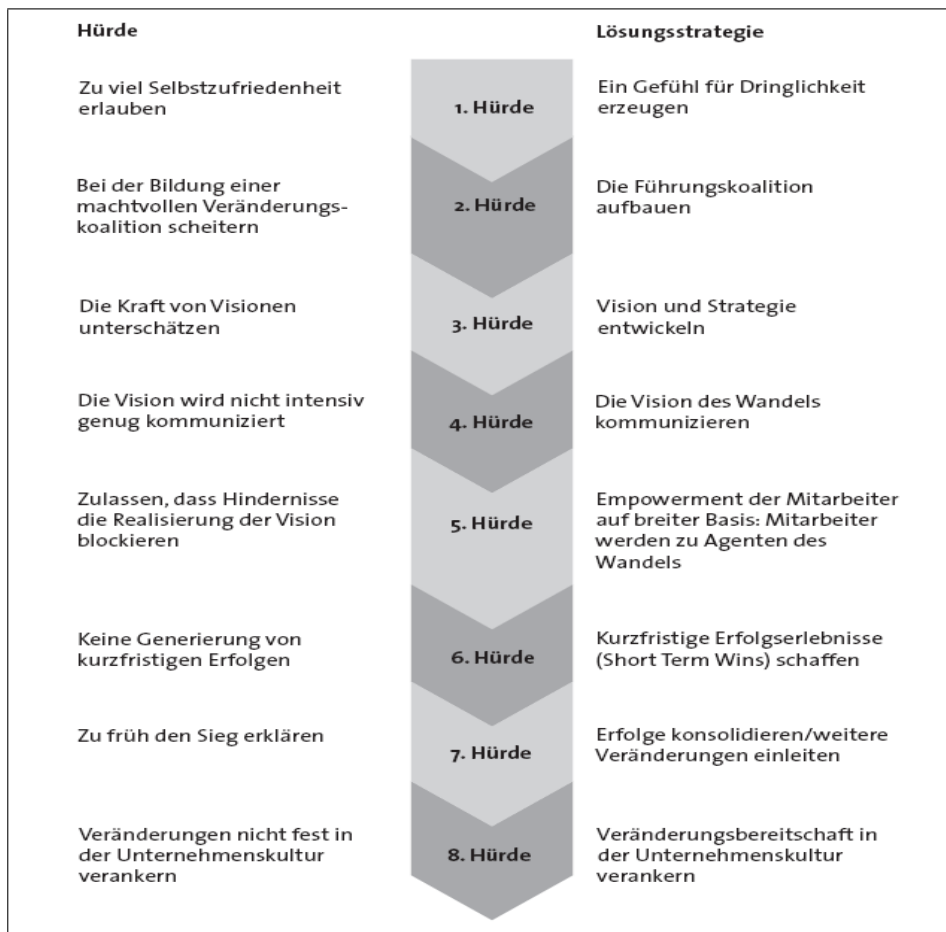 Hürde
Lösungsstrategie
Zu viel Selbstzufriedenheit
erlauben
1. Hürde
Ein Gefühl für Dringlichkeit
erzeugen
Bei der Bildung einer
machtvollen Veränderungs-
koalition scheitern
2. Hürde
Die Führungskoalition
aufbauen
Die Kraft von Visionen
unterschätzen
3. Hürde
Vision und Strategie
entwickeln
Die Vision wird nicht intensiv
genug kommuniziert
4. Hürde
Die Vision des Wandels
kommunizieren
Zulassen, dass Hindernisse
die Realisierung der Vision
blockieren
5. Hürde
Empowerment der Mitarbeiter
auf breiter Basis: Mitarbeiter
werden zu Agenten des
Wandels
Keine Generierung von
kurzfristigen Erfolgen
6. Hürde
Kurzfristige Erfolgserlebnisse
(Short Term Wins) schaffen
Zu früh den Sieg erklären
7. Hürde
Erfolge konsolidieren/weitere
Veränderungen einleiten
Veränderungen nicht fest in
der Unternehmenskultur
verankern
8. Hürde
Veränderungsbereitschaft in
der Unternehmenskultur
verankern